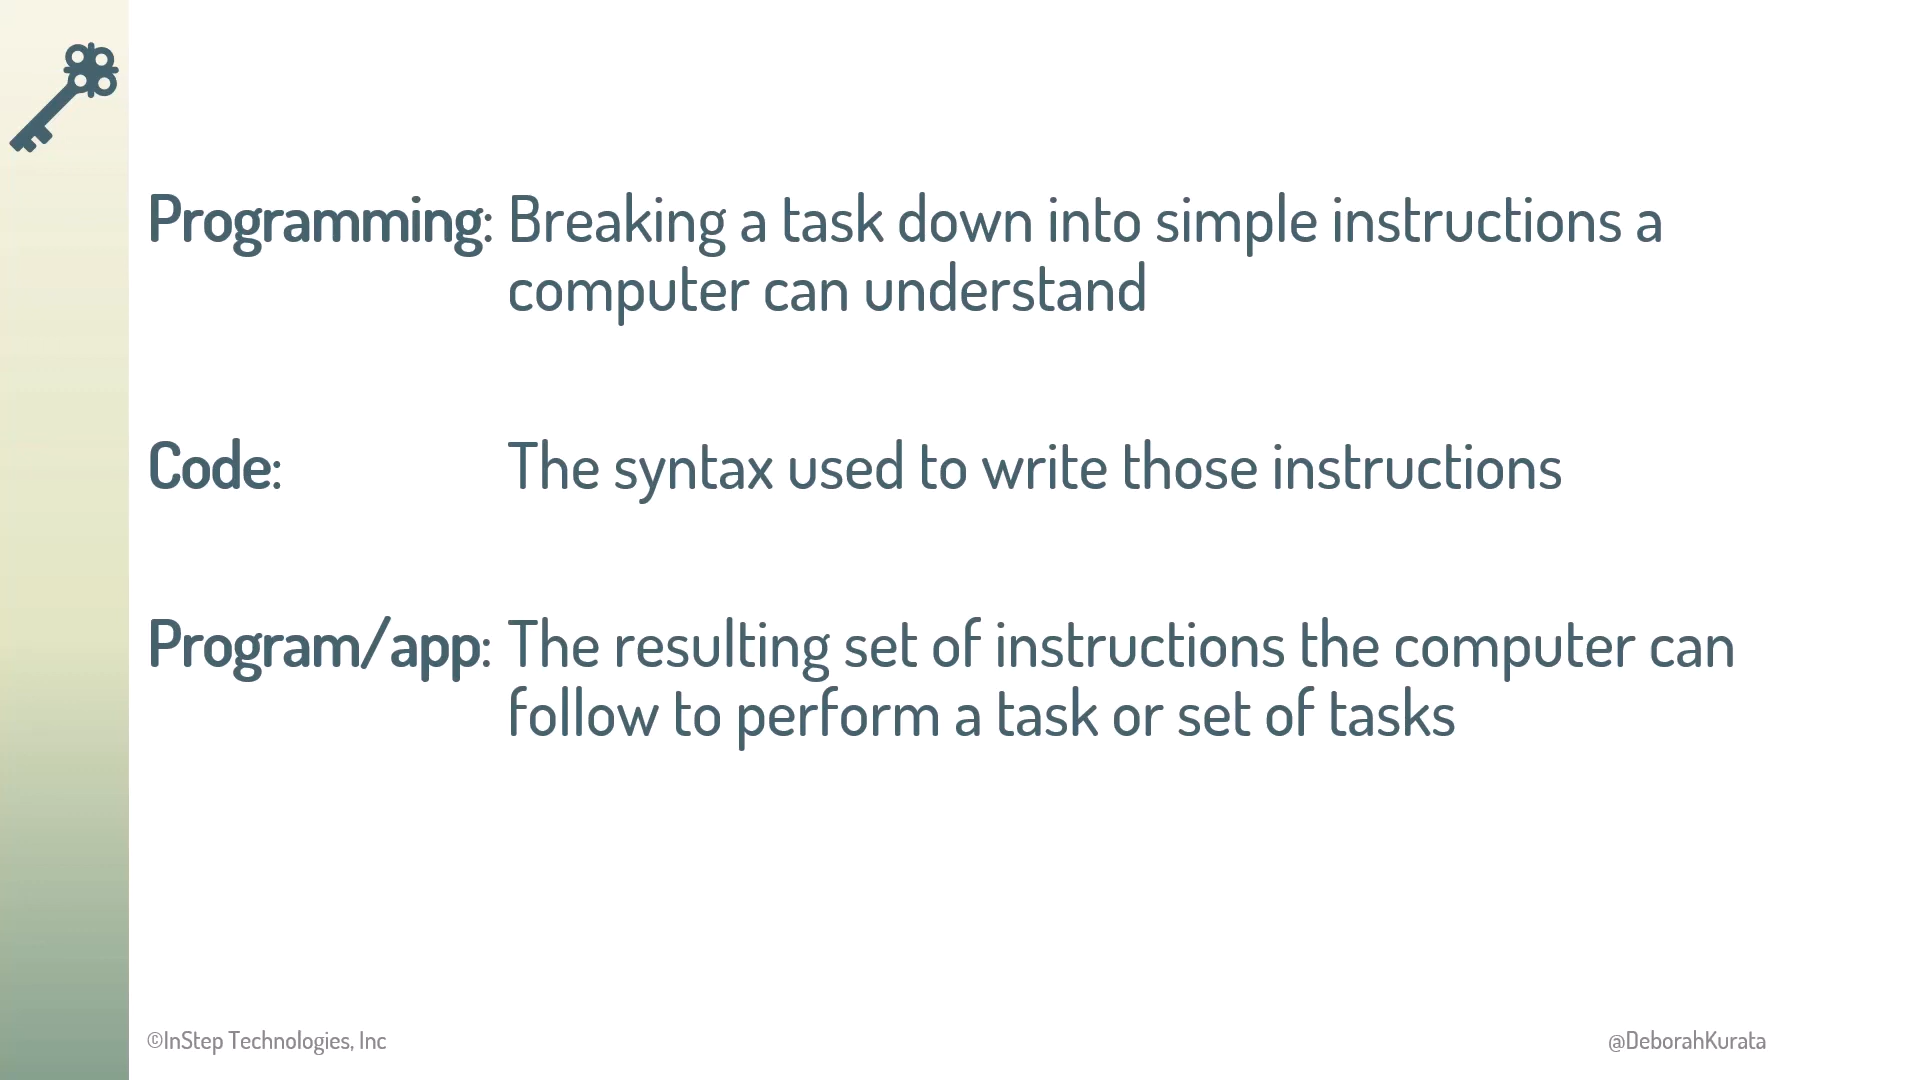 Programming: Breaking a task down into simple instructions a
computer can understand
Code: The syntax used to write those instructions
Program/app: The resulting set of instructions the computer can
follow to perform a task or set of tasks
©InStep Technologies, Inc
@DeborahKurata